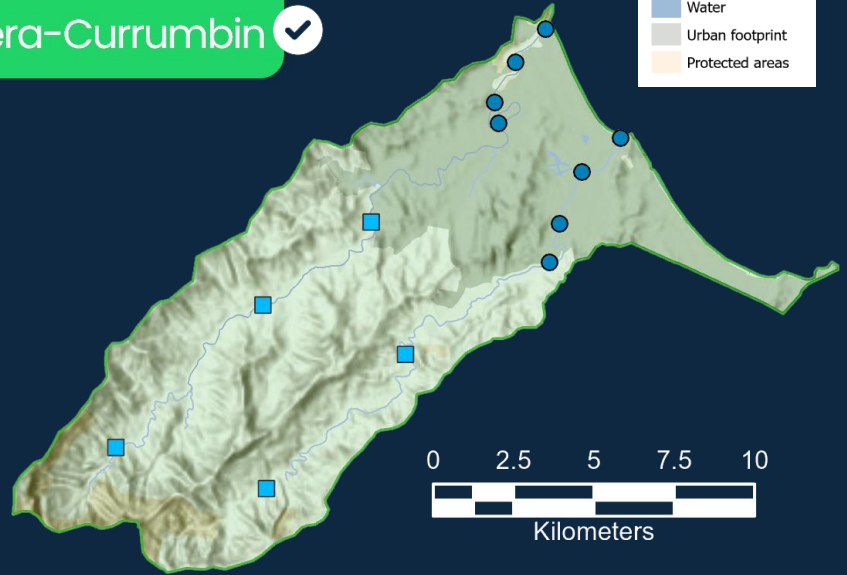 era-Currumbin
Water
Urban footprint
Protected areas
0 2.5 5 7.5 10
Kilometers